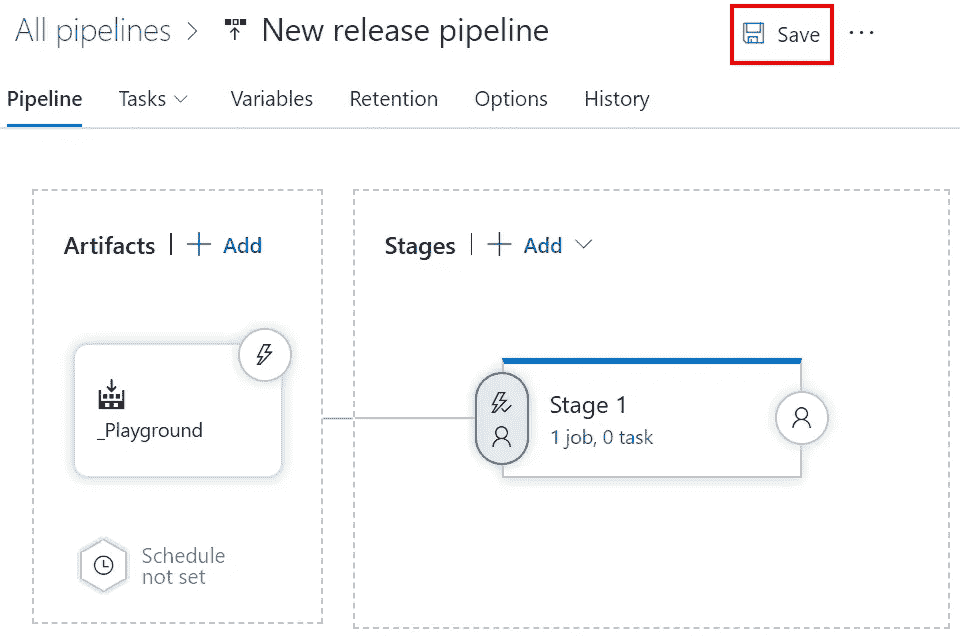 All pipelines > New release pipeline Save ...
Pipeline Tasks Variables Retention Options History
Artifacts | + Add
Stages | + Add
_Playground
Stage 1
1 job, 0 task
Schedule
not set